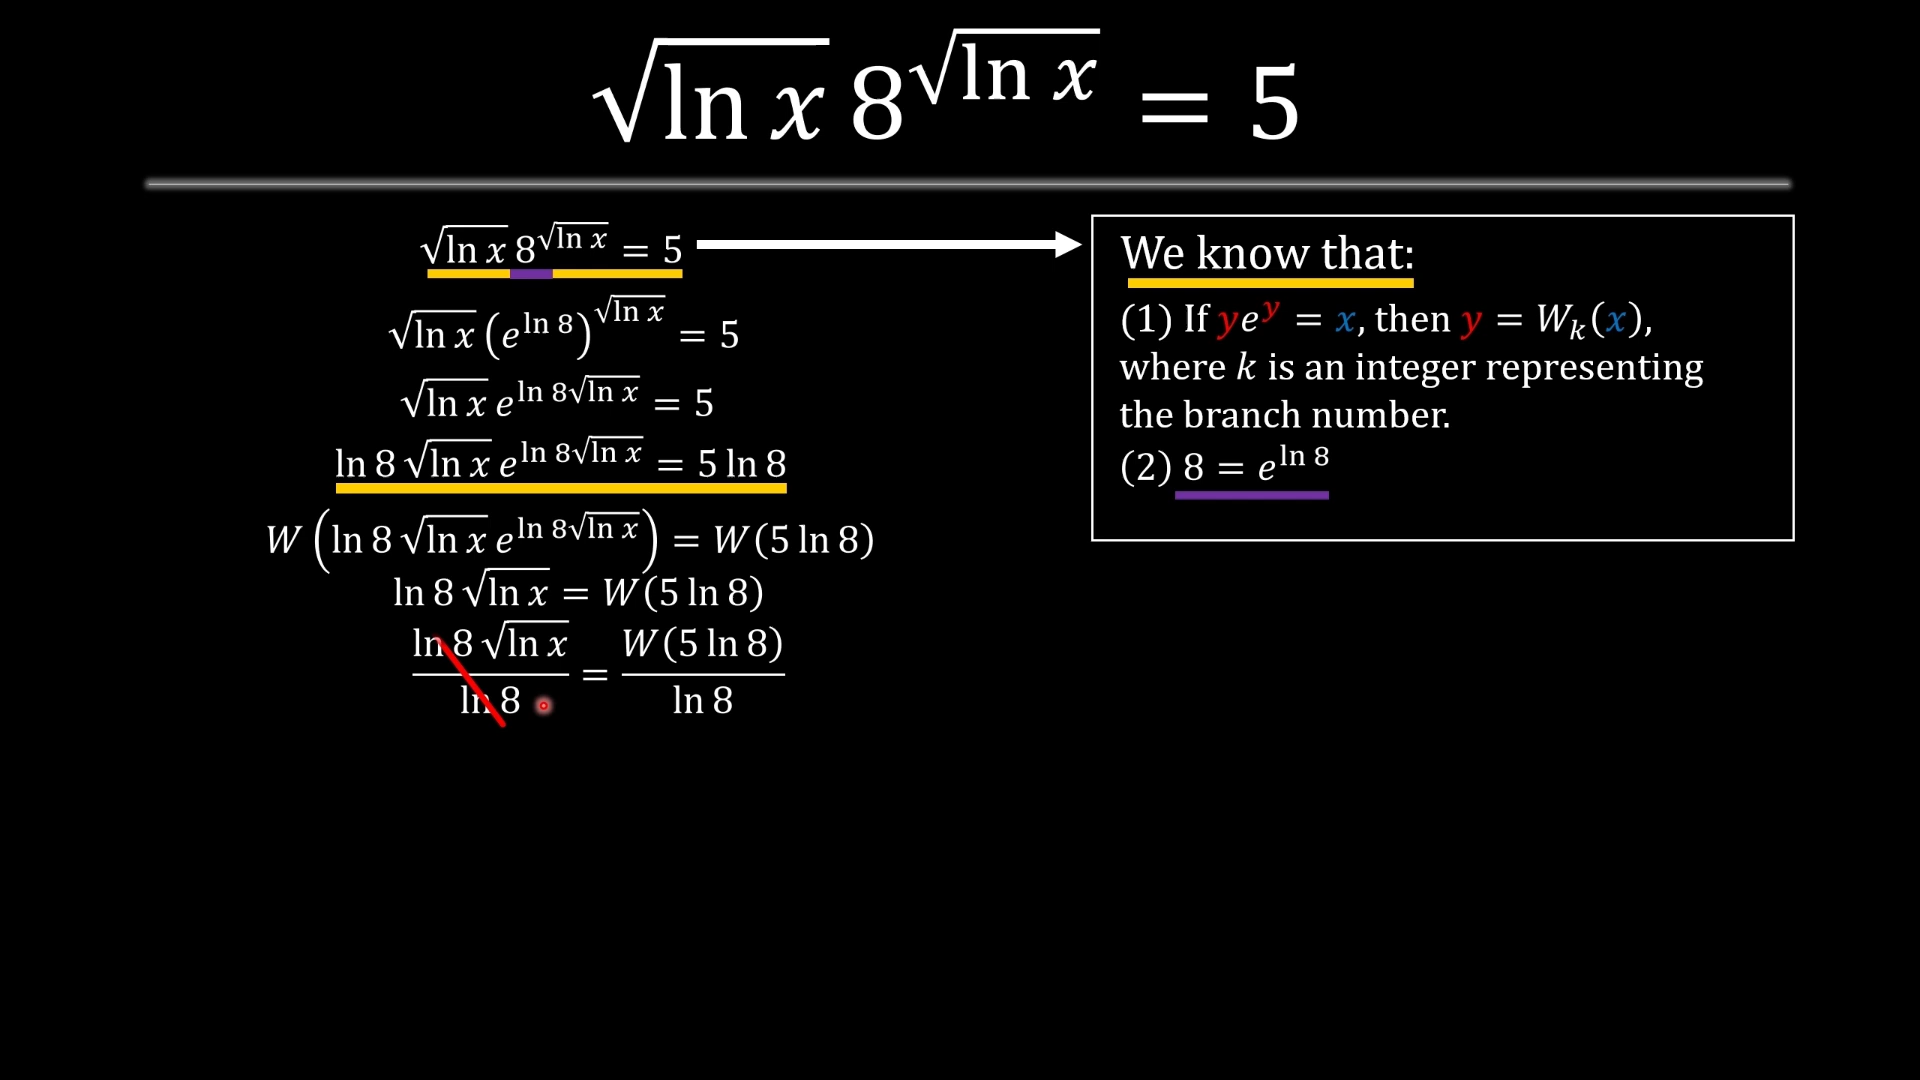 √(ln x) 8^√(ln x) = 5
√(ln x) 8^√(ln x) = 5
√(ln x) (e^(ln 8))^√(ln x) = 5
√(ln x) e^(ln 8√(ln x)) = 5
ln 8 √(ln x) e^(ln 8√(ln x)) = 5 ln 8
W (ln 8 √(ln x) e^(ln 8√(ln x))) = W(5 ln 8)
ln 8 √(ln x) = W(5 ln 8)
(ln 8 √(ln x))/(ln 8) = (W(5 ln 8))/(ln 8)
We know that:
(1) If ye^y = x, then y = W_k(x),
where k is an integer representing
the branch number.
(2) 8 = e^(ln 8)